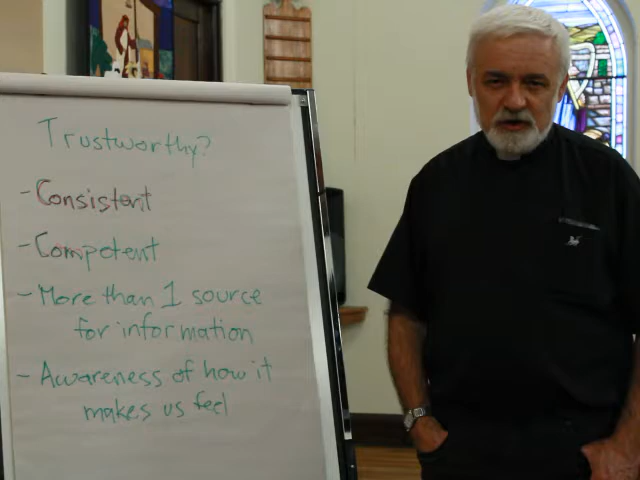 Trustworthy?
- Consistent
- Competent
- More than 1 source
for information
- Awareness of how it
makes us feel